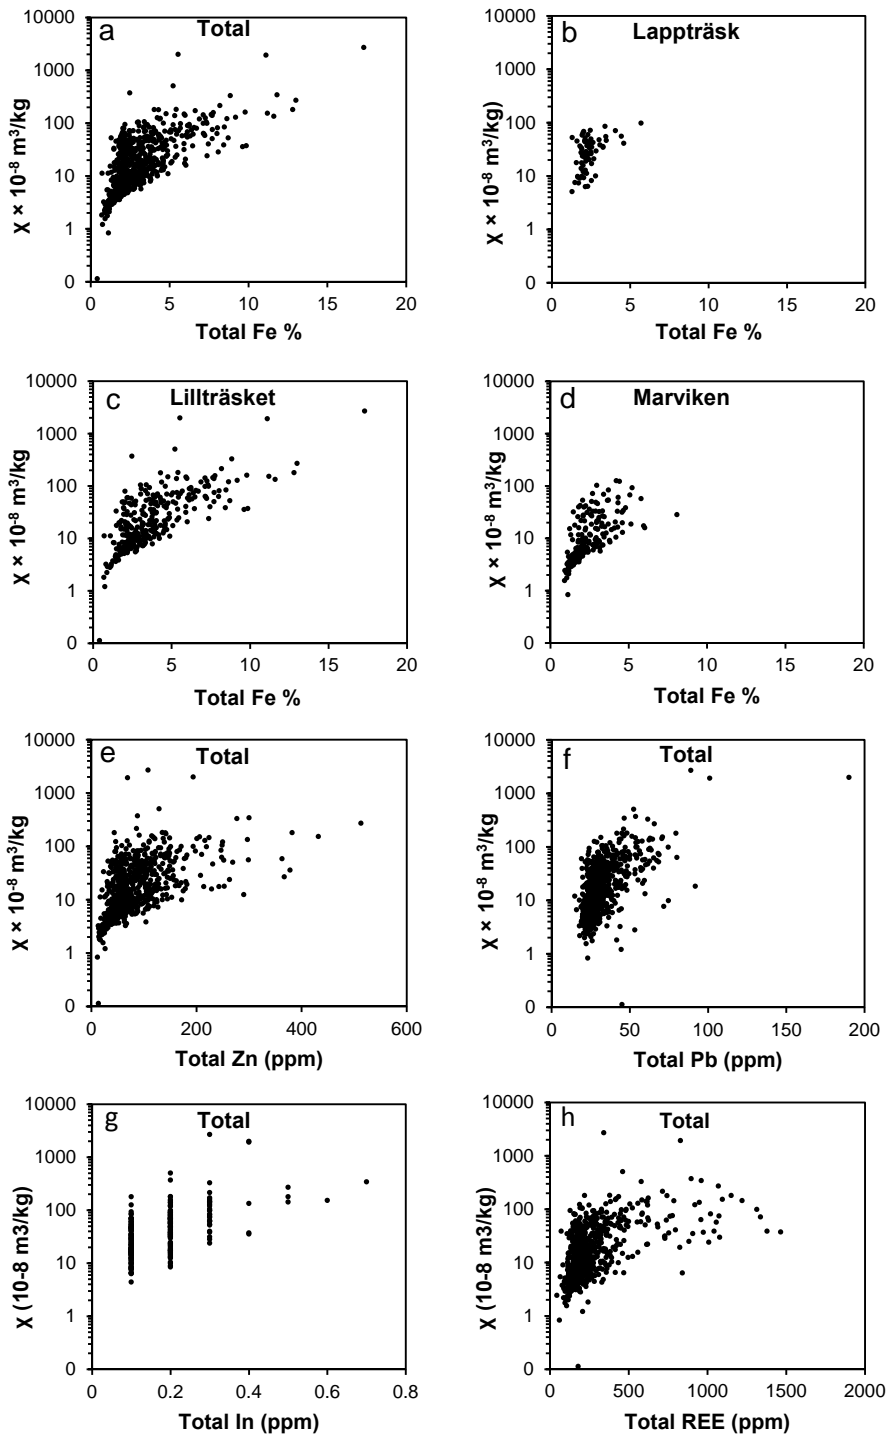 a Total
10000
1000
100
10
1
0
0 5 10 15 20
χ × 10⁻⁸ m³/kg
Total Fe %
b Lappträsk
10000
1000
100
10
1
0
0 5 10 15 20
χ × 10⁻⁸ m³/kg)
Total Fe %
c Lillträsket
10000
1000
100
10
1
0
0 5 10 15 20
χ × 10⁻⁸ m³/kg
Total Fe %
d Marviken
10000
1000
100
10
1
0
0 5 10 15 20
χ × 10⁻⁸ m³/kg
Total Fe %
e Total
10000
1000
100
10
1
0
0 200 400 600
χ × 10⁻⁸ m³/kg
Total Zn (ppm)
f Total
10000
1000
100
10
1
0
0 50 100 150 200
χ × 10⁻⁸ m³/kg
Total Pb (ppm)
g Total
10000
1000
100
10
1
0
0 0.2 0.4 0.6 0.8
χ (10-8 m3/kg)
Total In (ppm)
h Total
10000
1000
100
10
1
0
0 500 1000 1500 2000
χ (10-8 m3/kg)
Total REE (ppm)